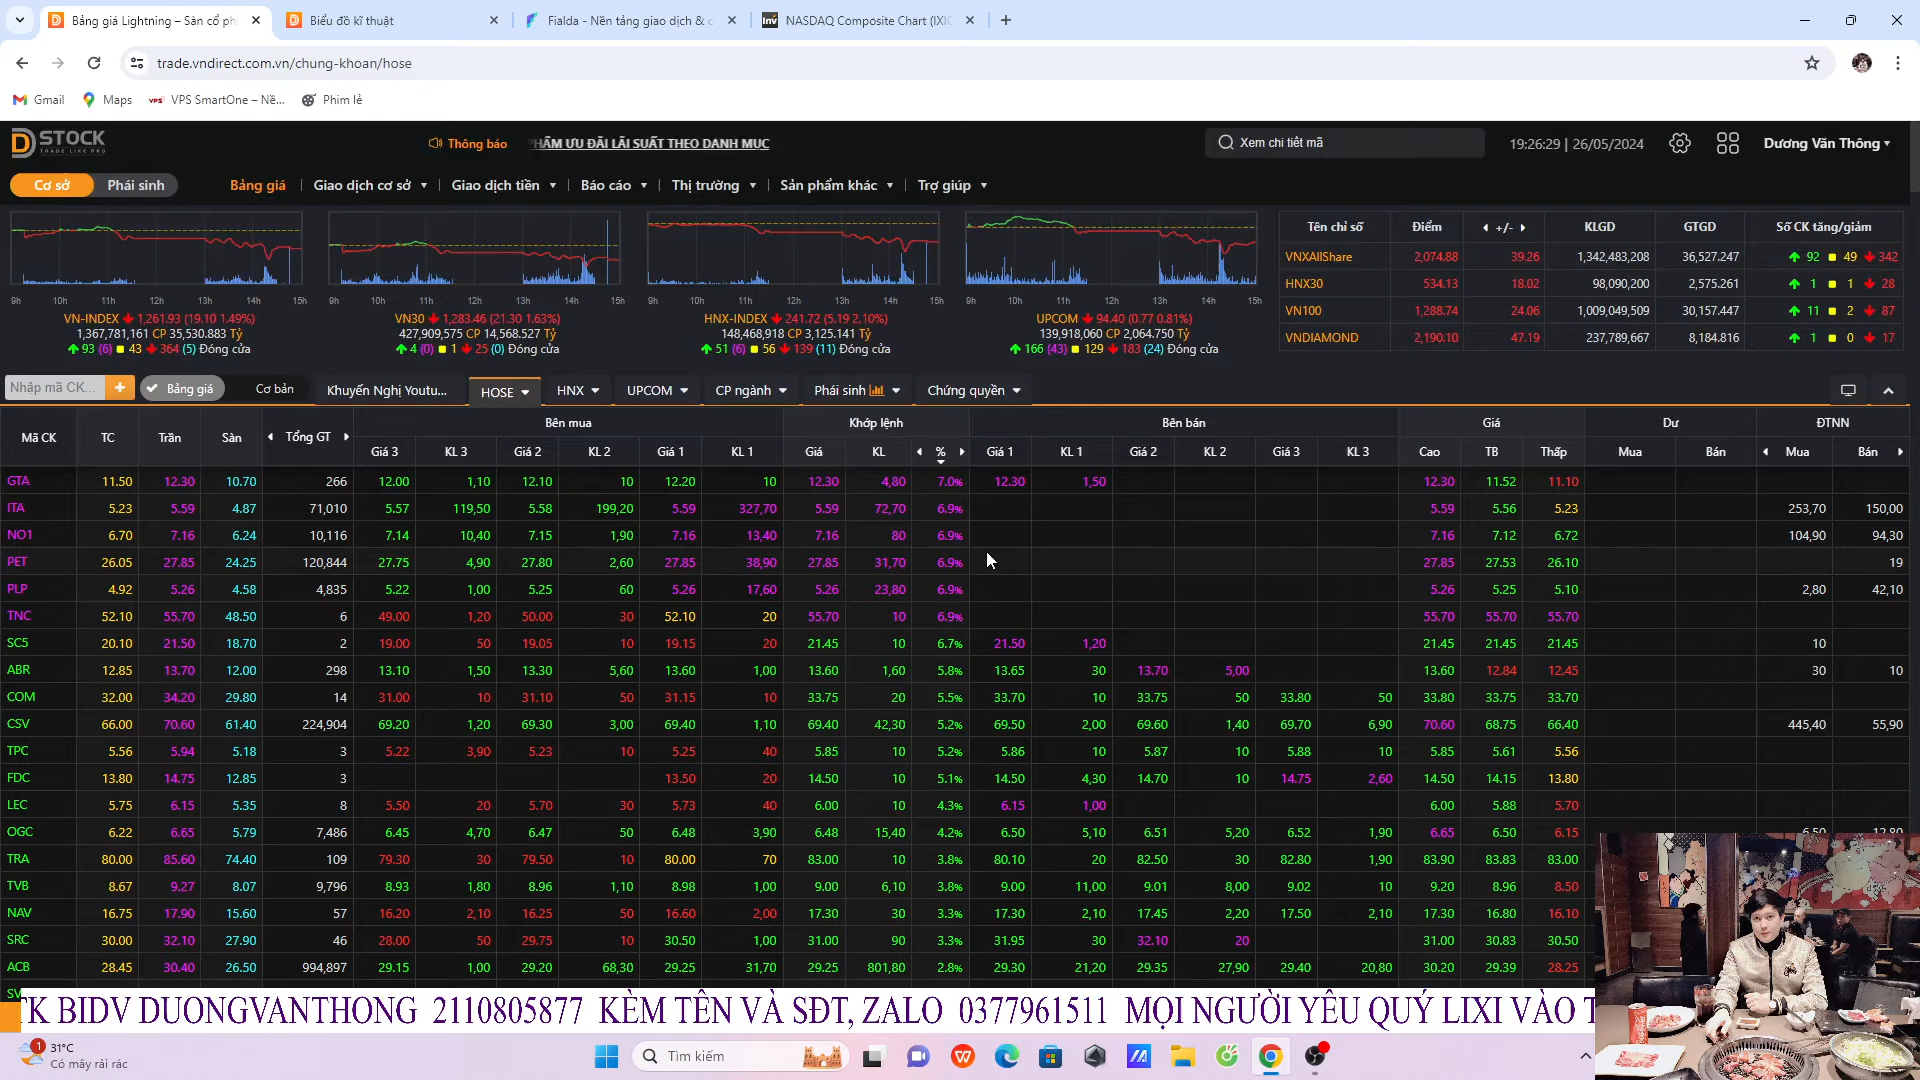 Bảng giá Lightning – Sàn cổ ph
Biểu đồ kĩ thuật
Fialda - Nền tảng giao dịch & c
NASDAQ Composite Chart (IXIC
trade.vndirect.com.vn/chung-khoan/hose
Gmail Maps VPS SmartOne – Nề... Phim lẻ
D STOCK
TRADE LIKE PRO
Thông báo
PHẨM ƯU ĐÃI LÃI SUẤT THEO DANH MỤC
Xem chi tiết mã
19:26:29 | 26/05/2024
Dương Văn Thông
Cơ sở Phái sinh Bảng giá Giao dịch cơ sở Giao dịch tiền Báo cáo Thị trường Sản phẩm khác Trợ giúp
9h 10h 11h 12h 13h 14h 15h
VN-INDEX 1,261.93 (19.10 1.49%)
1,367,781,161 CP 35,530.883 Tỷ
93 (6) 43 364 (5) Đóng cửa
9h 10h 11h 12h 13h 14h 15h
VN30 1,283.46 (21.30 1.63%)
427,909,575 CP 14,568.527 Tỷ
4 (0) 1 25 (0) Đóng cửa
9h 10h 11h 12h 13h 14h 15h
HNX-INDEX 241.72 (5.19 2.10%)
148,468,918 CP 3,125.141 Tỷ
51 (6) 56 139 (11) Đóng cửa
9h 10h 11h 12h 13h 14h 15h
UPCOM 94.40 (0.77 0.81%)
139,918,060 CP 2,064.750 Tỷ
166 (43) 129 183 (24) Đóng cửa
Tên chỉ số Điểm +/- KLGD GTGD Số CK tăng/giảm
VNXAllShare 2,074.88 39.26 1,342,483,208 36,527.247 92 49 342
HNX30 534.13 18.02 98,090,200 2,575.261 1 1 28
VN100 1,288.74 24.06 1,009,049,509 30,157.447 11 2 87
VNDIAMOND 2,190.10 47.19 237,789,667 8,184.816 1 0 17
Nhập mã CK... + Bảng giá Cơ bản Khuyến Nghị Youtu... HOSE HNX UPCOM CP ngành Phái sinh Chứng quyền
Mã CK TC Trần Sàn Tổng GT Bên mua Khớp lệnh Bên bán Giá Dư ĐTNN
Giá 3 KL 3 Giá 2 KL 2 Giá 1 KL 1 Giá KL % Giá 1 KL 1 Giá 2 KL 2 Giá 3 KL 3 Cao TB Thấp Mua Bán Mua Bán
GTA 11.50 12.30 10.70 266 12.00 1,10 12.10 10 12.20 10 12.30 4,80 7.0% 12.30 1,50 12.30 11.52 11.10
ITA 5.23 5.59 4.87 71,010 5.57 119,50 5.58 199,20 5.59 327,70 5.59 72,70 6.9% 5.59 5.56 5.23 253,70 150,00
NO1 6.70 7.16 6.24 10,116 7.14 10,40 7.15 1,90 7.16 13,40 7.16 80 6.9% 7.16 7.12 6.72 104,90 94,30
PET 26.05 27.85 24.25 120,844 27.75 4,90 27.80 2,60 27.85 38,90 27.85 31,70 6.9% 27.85 27.53 26.10 19
PLP 4.92 5.26 4.58 4,835 5.22 1,00 5.25 60 5.26 17,60 5.26 23,80 6.9% 5.26 5.25 5.10 2,80 42,10
TNC 52.10 55.70 48.50 6 49.00 1,20 50.00 30 52.10 20 55.70 10 6.9% 55.70 55.70 55.70
SC5 20.10 21.50 18.70 2 19.00 50 19.05 10 19.15 20 21.45 10 6.7% 21.50 1,20 21.45 21.45 21.45 10
ABR 12.85 13.70 12.00 298 13.10 1,50 13.30 5,60 13.60 1,00 13.60 1,60 5.8% 13.65 30 13.70 5,00 13.60 12.84 12.45 30 10
COM 32.00 34.20 29.80 14 31.00 10 31.10 50 31.15 10 33.75 20 5.5% 33.70 10 33.75 50 33.80 50 33.80 33.75 33.70
CSV 66.00 70.60 61.40 224,904 69.20 1,20 69.30 3,00 69.40 1,10 69.40 42,30 5.2% 69.50 2,00 69.60 1,40 69.70 6,90 70.60 68.75 66.40 445,40 55,90
TPC 5.56 5.94 5.18 3 5.22 3,90 5.23 10 5.25 40 5.85 10 5.2% 5.86 10 5.87 10 5.88 10 5.85 5.61 5.56
FDC 13.80 14.75 12.85 3 13.50 20 14.50 10 5.1% 14.50 4,30 14.70 10 14.75 2,60 14.50 14.15 13.80
LEC 5.75 6.15 5.35 8 5.50 20 5.70 30 5.73 40 6.00 10 4.3% 6.15 1,00 6.00 5.88 5.70
OGC 6.22 6.65 5.79 7,486 6.45 4,70 6.47 50 6.48 3,90 6.48 15,40 4.2% 6.50 5,10 6.51 5,20 6.52 1,90 6.65 6.50 6.15 6,50 12,80
TRA 80.00 85.60 74.40 109 79.30 30 79.50 10 80.00 70 83.00 10 3.8% 80.10 20 82.50 30 82.80 1,90 83.90 83.83 83.00
TVB 8.67 9.27 8.07 9,796 8.93 1,80 8.96 1,10 8.98 1,00 9.00 6,10 3.8% 9.00 11,00 9.01 8,00 9.02 10 9.20 8.96 8.50
NAV 16.75 17.90 15.60 57 16.20 2,10 16.25 50 16.60 2,00 17.30 30 3.3% 17.30 2,10 17.45 2,20 17.50 2,10 17.30 16.80 16.10
SRC 30.00 32.10 27.90 46 28.00 50 29.75 10 30.50 1,00 31.00 90 3.3% 31.95 30 32.10 20 31.00 30.83 30.50
ACB 28.45 30.40 26.50 994,897 29.15 1,00 29.20 68,30 29.25 31,70 29.25 801,80 2.8% 29.30 21,20 29.35 27,90 29.40 20,80 30.20 29.39 28.25
TK BIDV DUONGVANTHONG 2110805877 KÈM TÊN VÀ SĐT, ZALO 0377961511 MỌI NGƯỜI YÊU QUÝ LIXI VÀO T
1
31°C
Có mây rải rác
Tìm kiếm